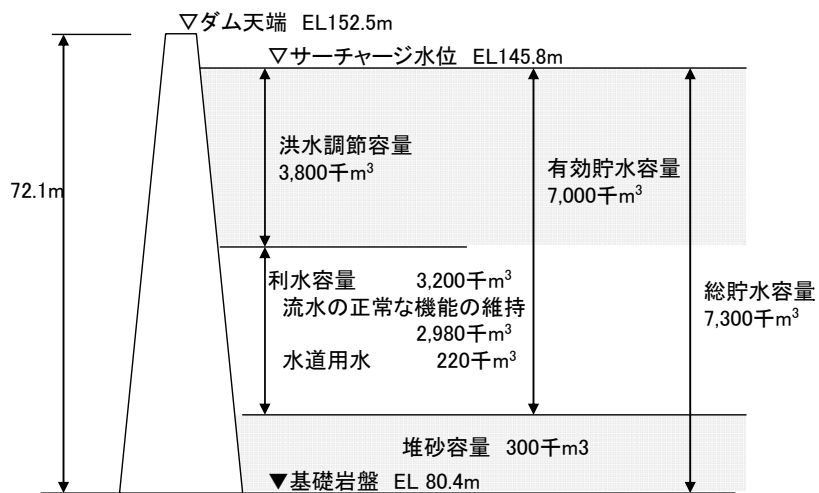 ▽ダム天端 EL152.5m
▽サーチャージ水位 EL145.8m
洪水調節容量
3,800千m³
有効貯水容量
7,000千m³
72.1m
利水容量 3,200千m³
流水の正常な機能の維持
2,980千m³
水道用水 220千m³
総貯水容量
7,300千m³
堆砂容量 300千m3
▼基礎岩盤 EL 80.4m